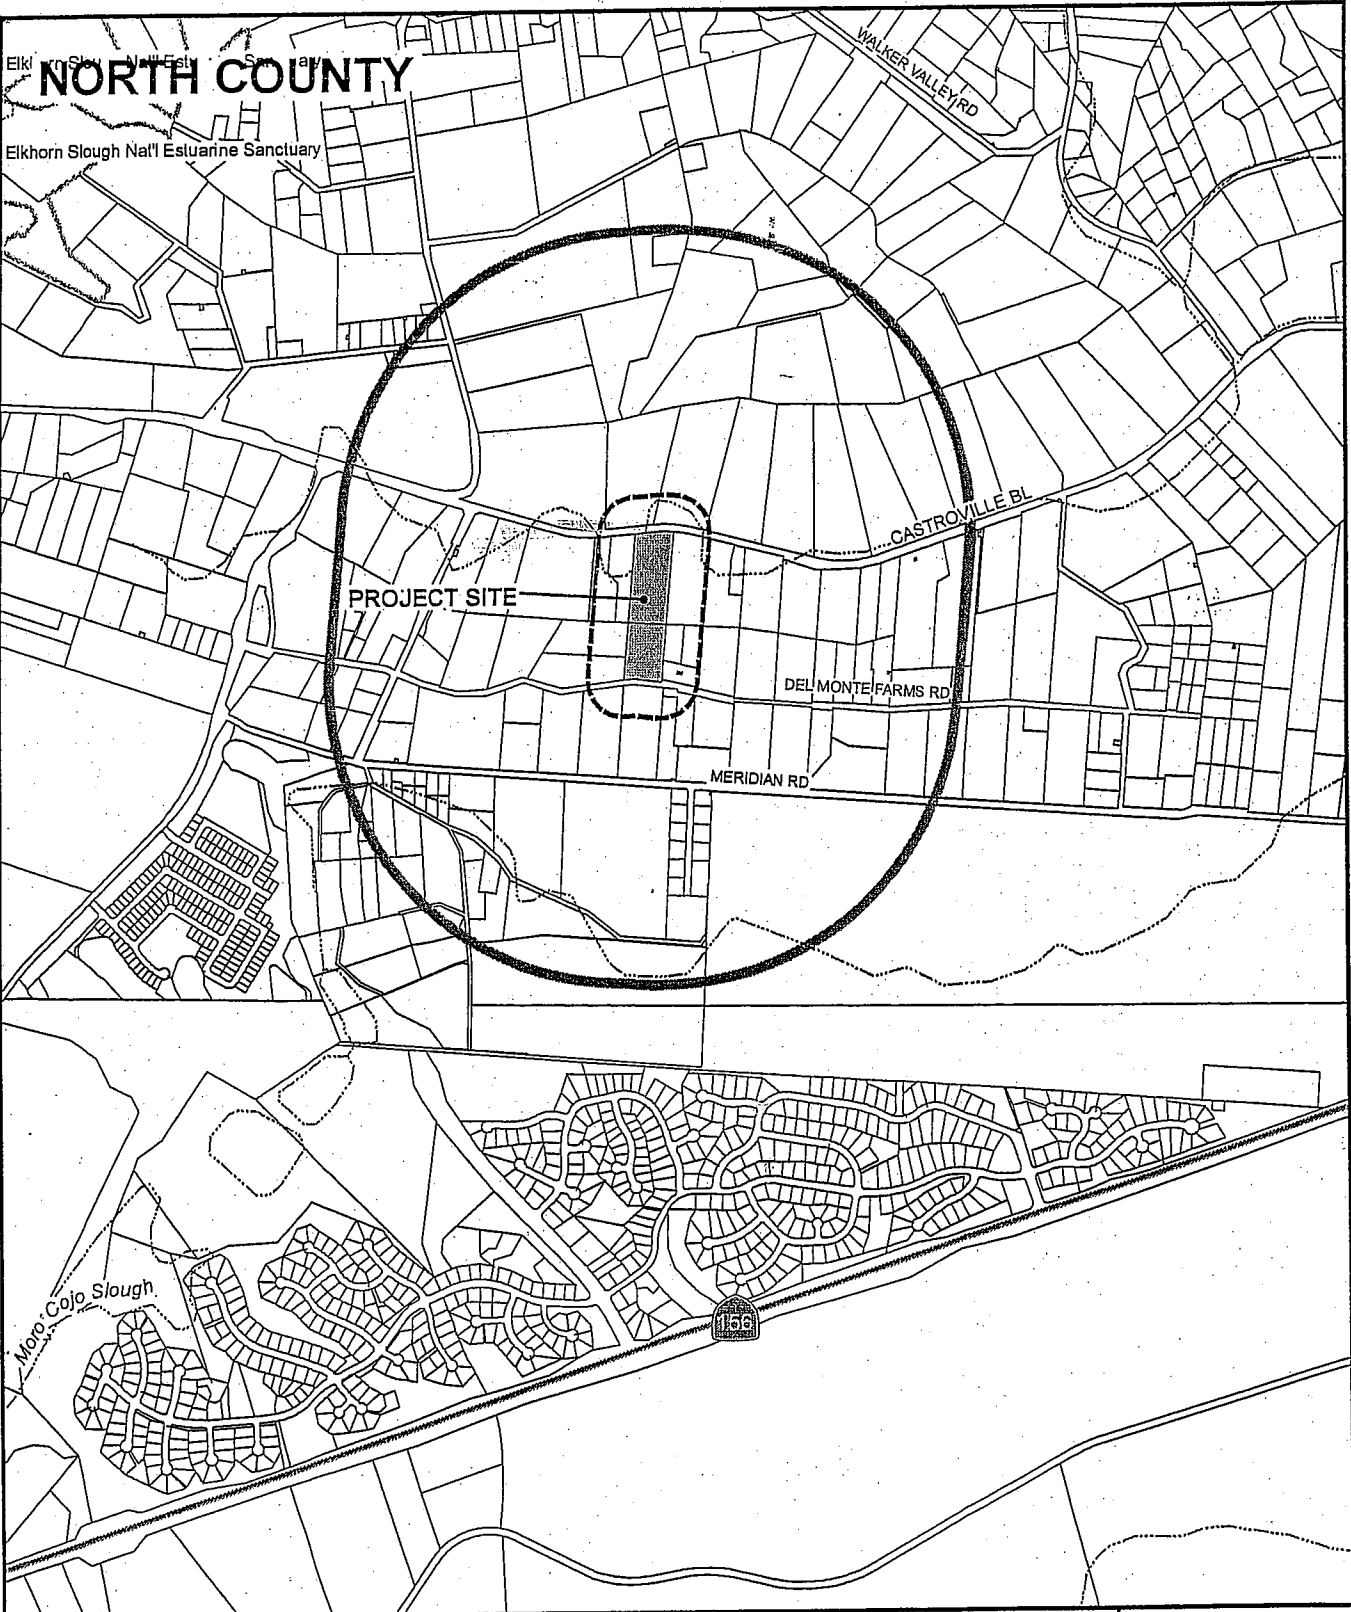 NORTH COUNTY
Elkhorn Slough Nat'l Estuarine Sanctuary
WALKER VALLEY RD
CASTROVILLE BL
PROJECT SITE
DEL MONTE FARMS RD
MERIDIAN RD
Moro Cojo Slough
156